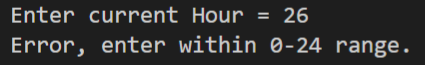 Enter current Hour = 26
Error, enter within 0-24 range.